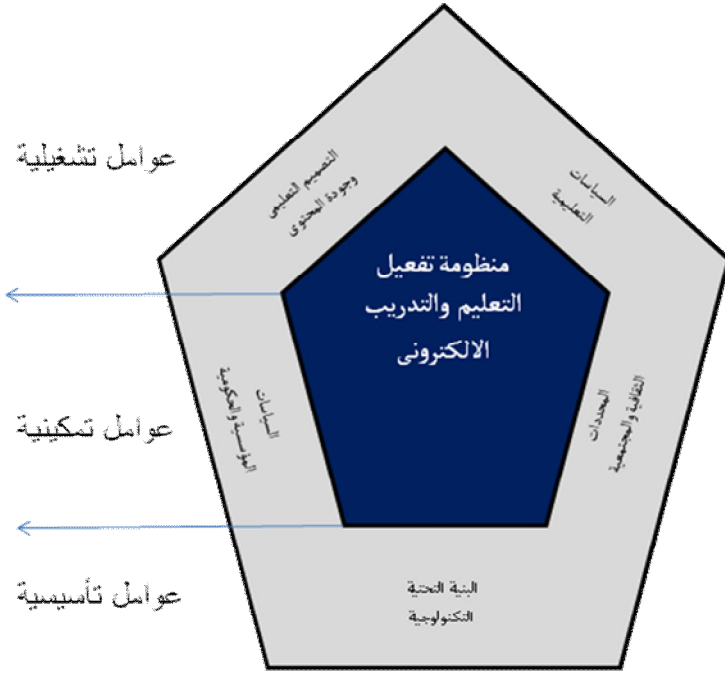 عوامل تشغيلية
التصميم التعليمى
وجودة المحتوى
السياسات
التعليمية
منظومة تفعيل
التعليم والتدريب
الالكترونى
عوامل تمكينية
السياسات
المؤسسية والحكومية
المحددات
الثقافية والمجتمعية
عوامل تأسيسية
البنية التحتية
التكنولوجية